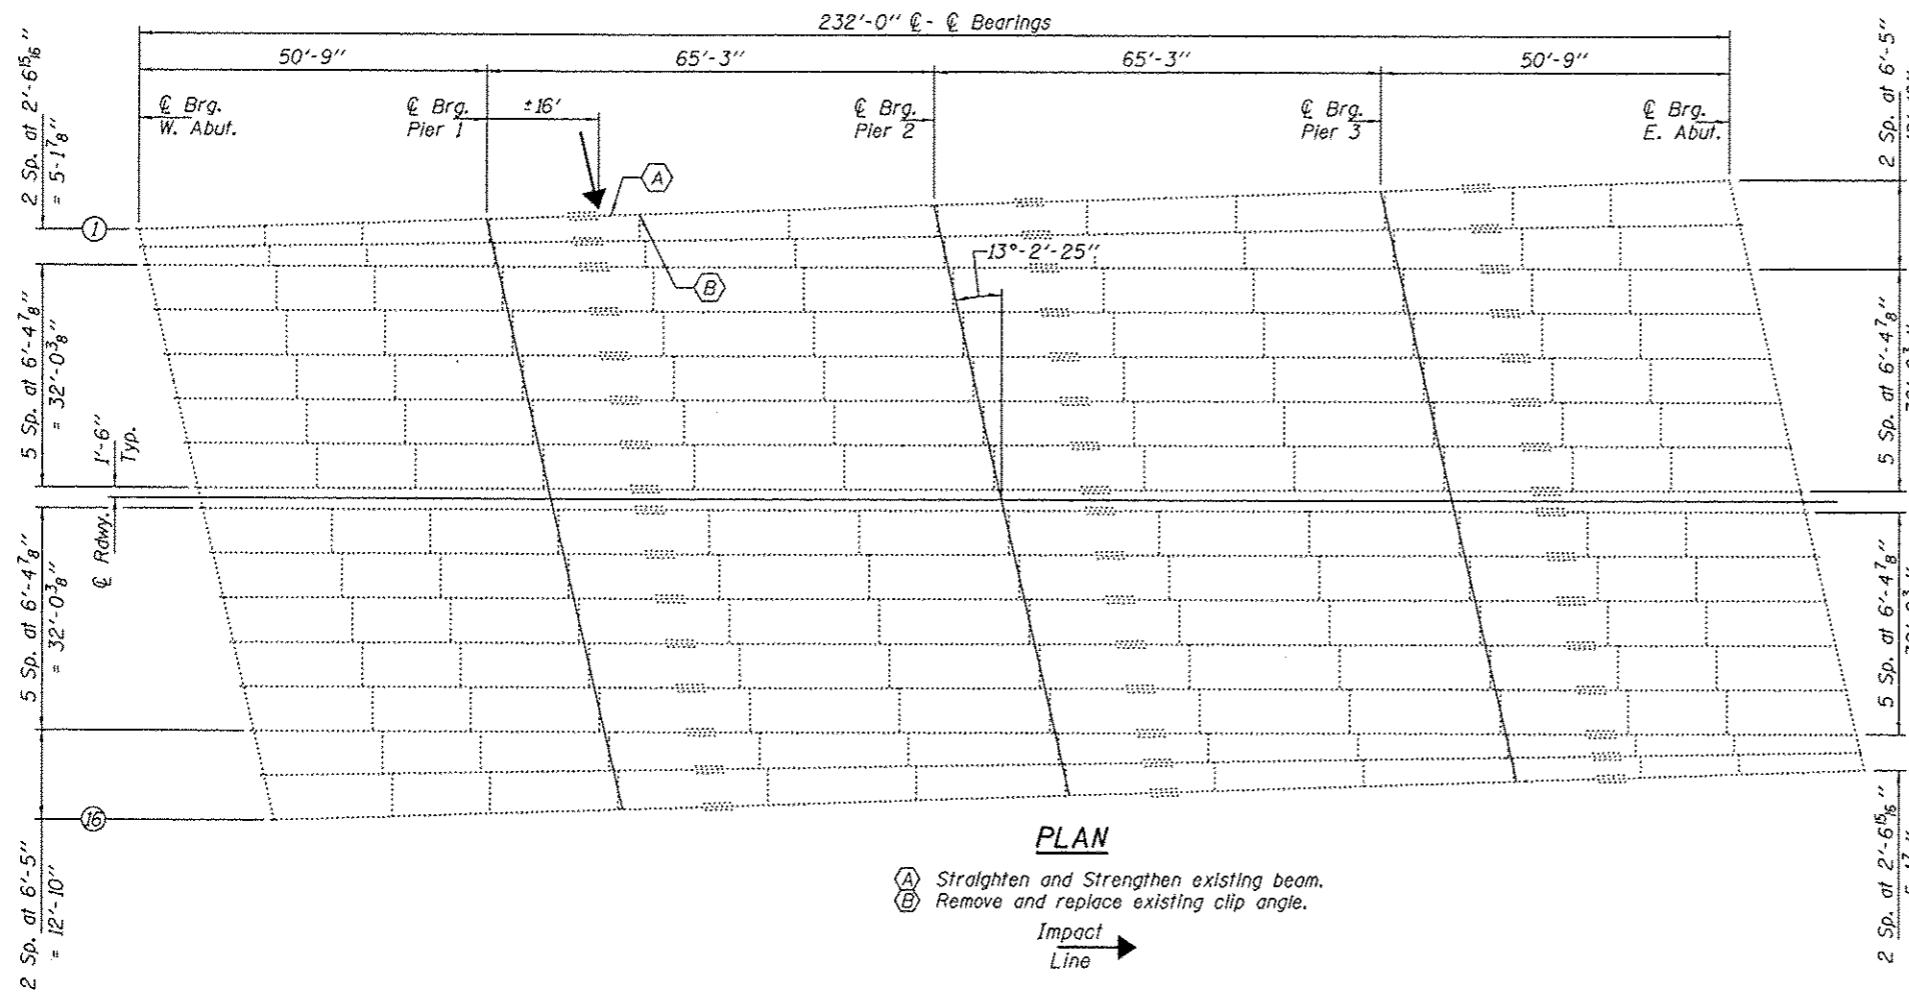 232'-0" ℄ - ℄ Bearings
50'-9"
65'-3"
65'-3"
50'-9"
℄ Brg.
W. Abut.
℄ Brg.
Pier 1
±16'
℄ Brg.
Pier 2
℄ Brg.
Pier 3
℄ Brg.
E. Abut.
2 Sp. at 2'-6 15/16"
= 5-1 7/8"
2 Sp. at 6'-5"
1
A
B
13°-2'-25"
5 Sp. at 6'-4 7/8"
= 32'-0 3/8"
5 Sp. at 6'-4 7/8"
1'-6"
Typ.
℄ Rdwy.
5 Sp. at 6'-4 7/8"
= 32'-0 3/8"
5 Sp. at 6'-4 7/8"
16
2 Sp. at 6'-5"
= 12'-10"
2 Sp. at 2'-6 15/16"
PLAN
A Straighten and Strengthen existing beam.
B Remove and replace existing clip angle.
Impact
Line